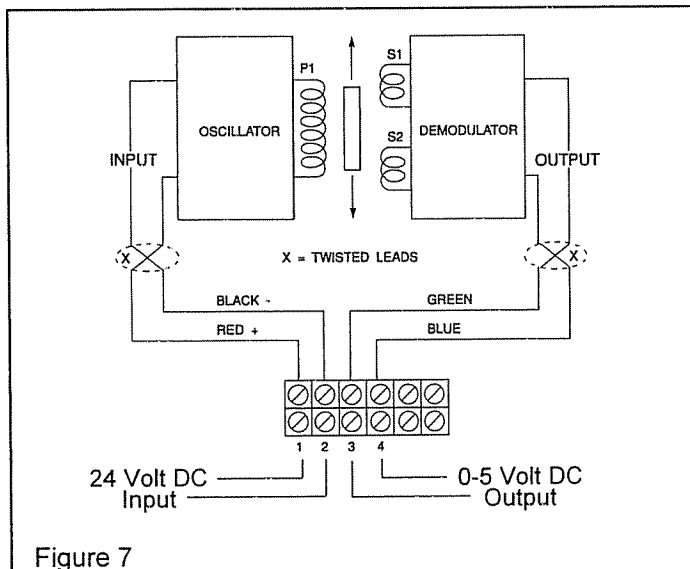 P1
S1
OSCILLATOR
S2
DEMODULATOR
INPUT
OUTPUT
X
X = TWISTED LEADS
X
BLACK -
GREEN
RED +
BLUE
1 2 3 4
24 Volt DC
Input
0-5 Volt DC
Output
Figure 7